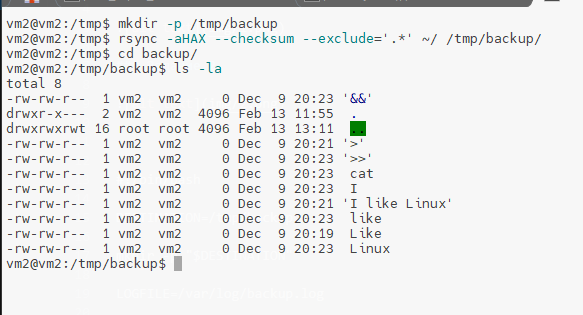 vm2@vm2:/tmp$ mkdir -p /tmp/backup
vm2@vm2:/tmp$ rsync -aHAX --checksum --exclude='.*' ~/ /tmp/backup/
vm2@vm2:/tmp$ cd backup/
vm2@vm2:/tmp/backup$ ls -la
total 8
-rw-rw-r--  1 vm2  vm2     0 Dec  9 20:23 '&&'
drwxr-x---  2 vm2  vm2  4096 Feb 13 11:55  .
drwxrwxrwt 16 root root 4096 Feb 13 13:11  ..
-rw-rw-r--  1 vm2  vm2     0 Dec  9 20:21 '>'
-rw-rw-r--  1 vm2  vm2     0 Dec  9 20:23 '>>'
-rw-rw-r--  1 vm2  vm2     0 Dec  9 20:23  cat
-rw-rw-r--  1 vm2  vm2     0 Dec  9 20:23  I
-rw-rw-r--  1 vm2  vm2     0 Dec  9 20:21 'I like Linux'
-rw-rw-r--  1 vm2  vm2     0 Dec  9 20:23  like
-rw-rw-r--  1 vm2  vm2     0 Dec  9 20:19  Like
-rw-rw-r--  1 vm2  vm2     0 Dec  9 20:23  Linux
vm2@vm2:/tmp/backup$